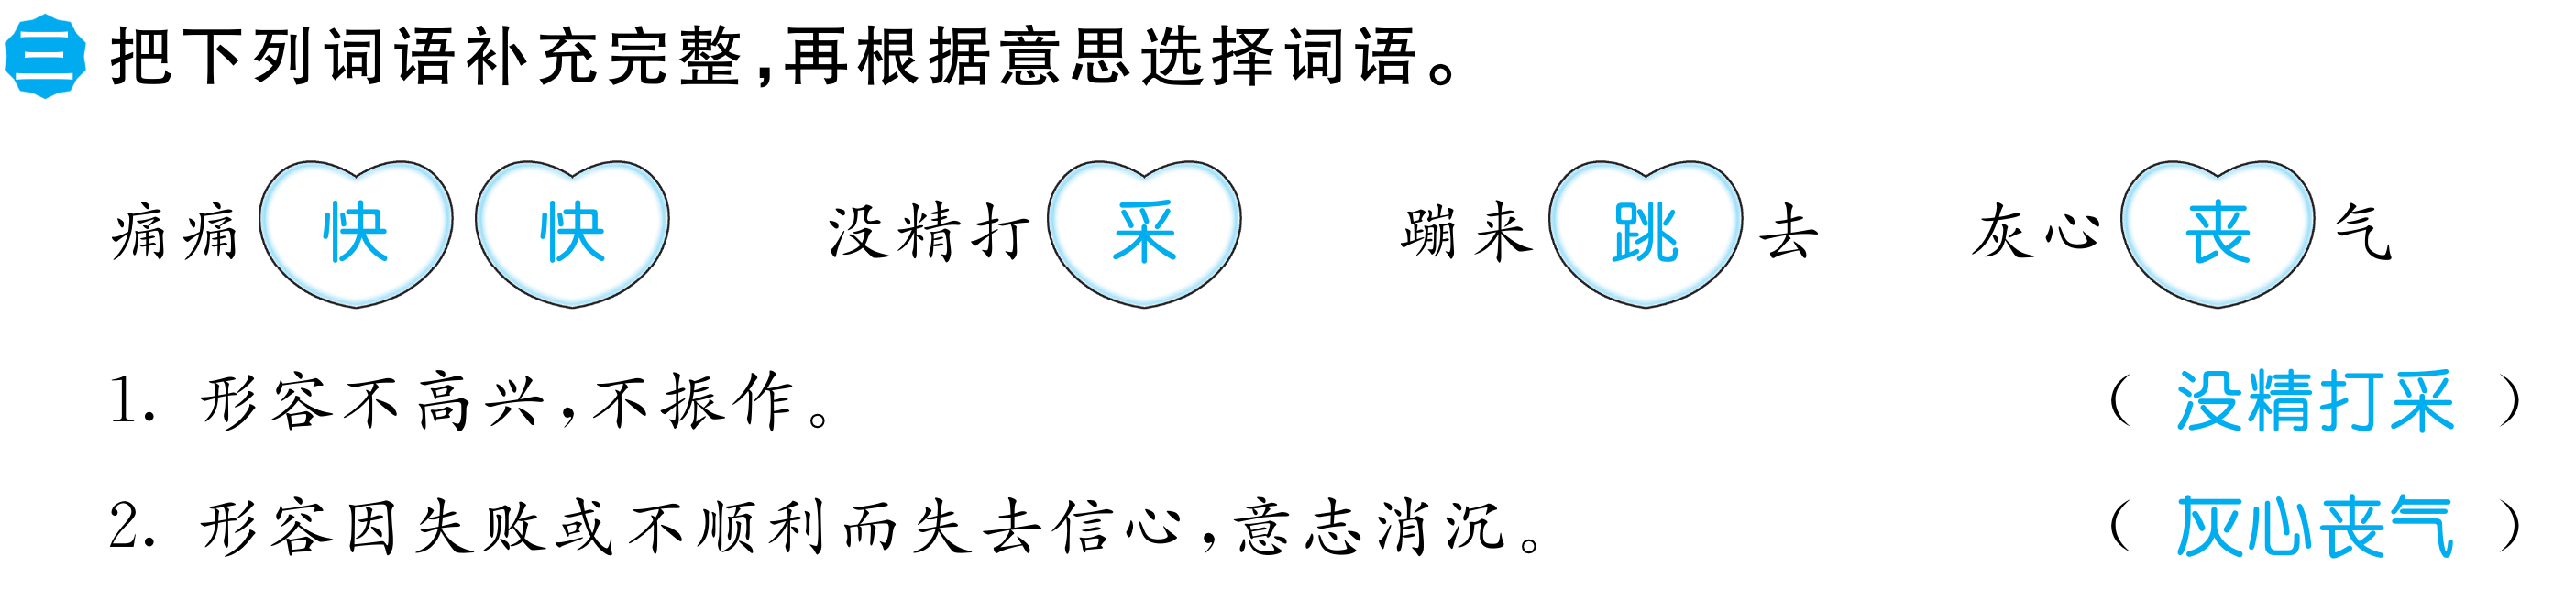 三 把下列词语补充完整,再根据意思选择词语。
痛痛快快 没精打采 蹦来跳去 灰心丧气
1. 形容不高兴,不振作。 ( 没精打采 )
2. 形容因失败或不顺利而失去信心,意志消沉。 ( 灰心丧气 )